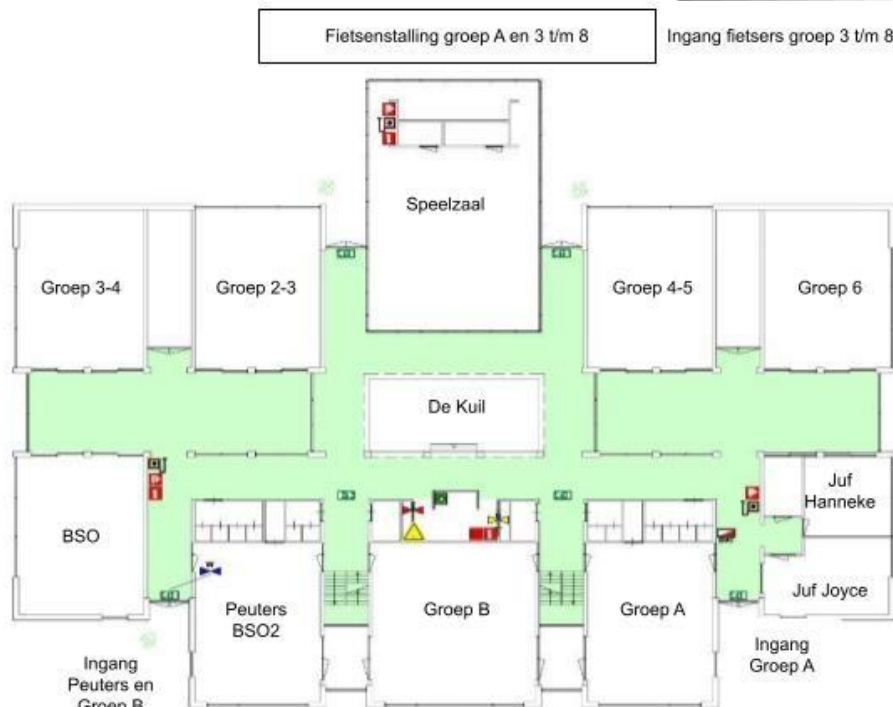 Fietsenstalling groep A en 3 t/m 8
Ingang fietsers groep 3 t/m 8
Speelzaal
Groep 3-4
Groep 2-3
Groep 4-5
Groep 6
De Kuil
BSO
Juf
Hanneke
Peuters
BSO2
Groep B
Groep A
Juf Joyce
Ingang
Peuters en
Groep B
Ingang
Groep A